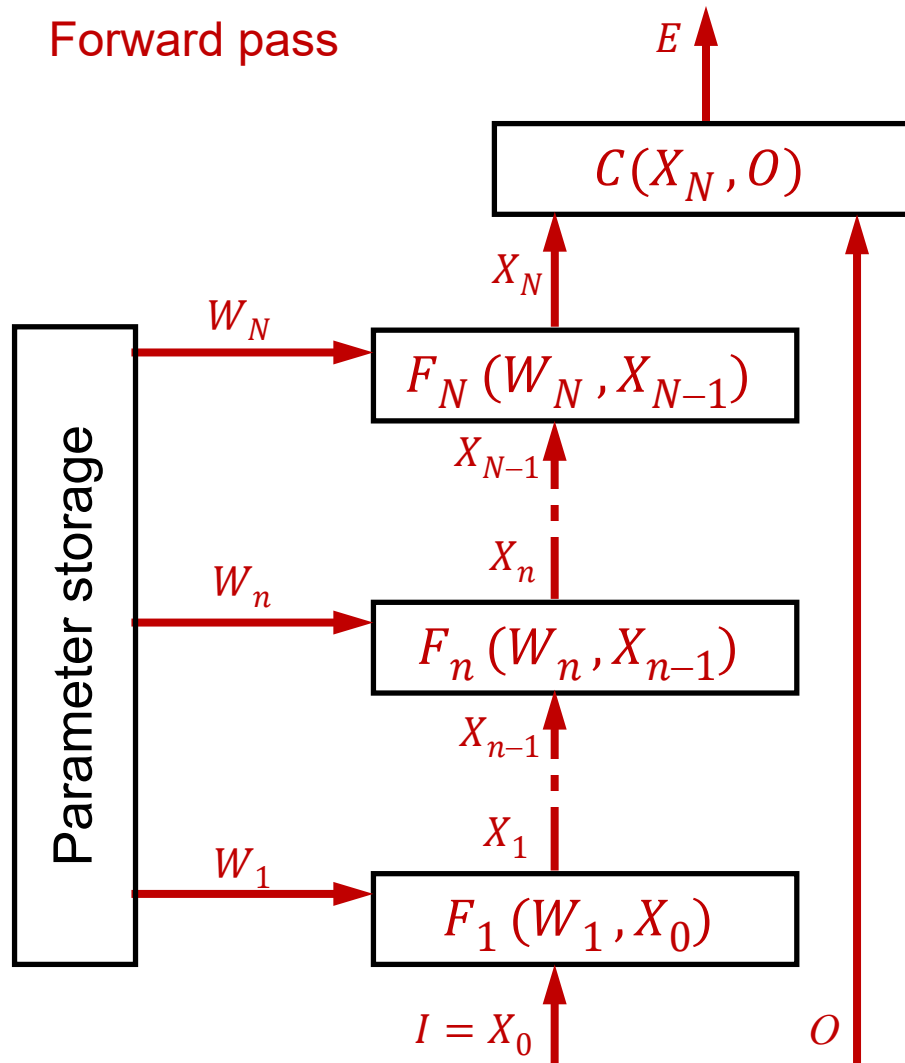 Forward pass
E
C(X_N, O)
X_N
W_N
F_N(W_N, X_{N−1})
X_{N−1}
Parameter storage
X_n
W_n
F_n(W_n, X_{n−1})
X_{n−1}
X_1
W_1
F_1(W_1, X_0)
I = X_0
O